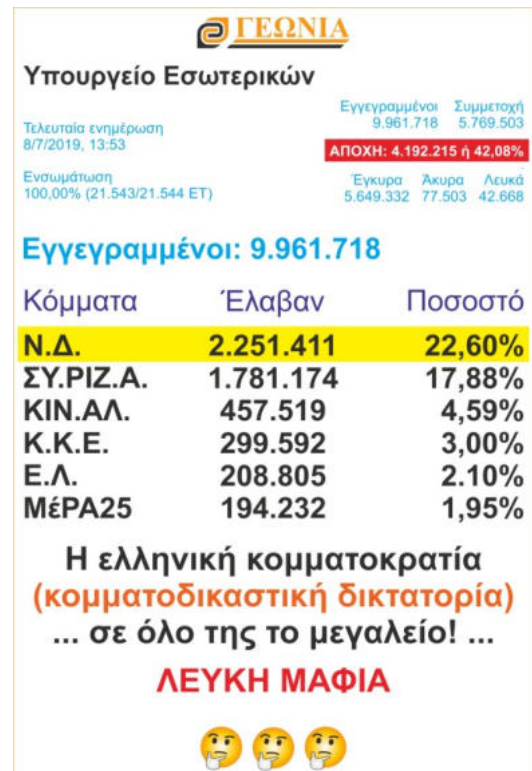 ΓΕΩΝΙΑ
Υπουργείο Εσωτερικών
Εγγεγραμμένοι Συμμετοχή
9.961.718 5.769.503
Τελευταία ενημέρωση
8/7/2019, 13:53
ΑΠΟΧΗ: 4.192.215 ή 42,08%
Ενσωμάτωση
100,00% (21.543/21.544 ΕΤ)
Έγκυρα Άκυρα Λευκά
5.649.332 77.503 42.668
Εγγεγραμμένοι: 9.961.718
Κόμματα Έλαβαν Ποσοστό
Ν.Δ. 2.251.411 22,60%
ΣΥ.ΡΙΖ.Α. 1.781.174 17,88%
ΚΙΝ.ΑΛ. 457.519 4,59%
Κ.Κ.Ε. 299.592 3,00%
Ε.Λ. 208.805 2.10%
ΜέΡΑ25 194.232 1,95%
Η ελληνική κομματοκρατία
(κομματοδικαστική δικτατορία)
... σε όλο της το μεγαλείο! ...
ΛΕΥΚΗ ΜΑΦΙΑ